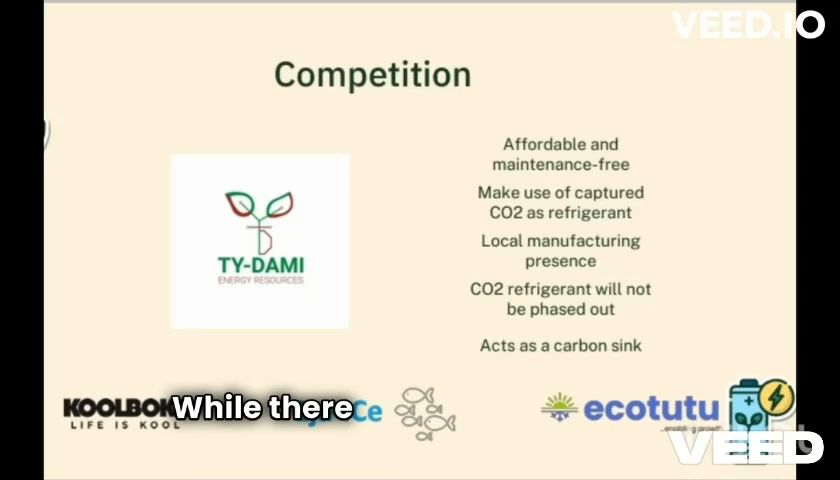 VEED.IO
Competition
Affordable and
maintenance-free
Make use of captured
CO2 as refrigerant
Local manufacturing
presence
CO2 refrigerant will not
be phased out
Acts as a carbon sink
TY-DAMI
ENERGY RESOURCES
While there
LIFE IS KOOL
ecotutu
VEED